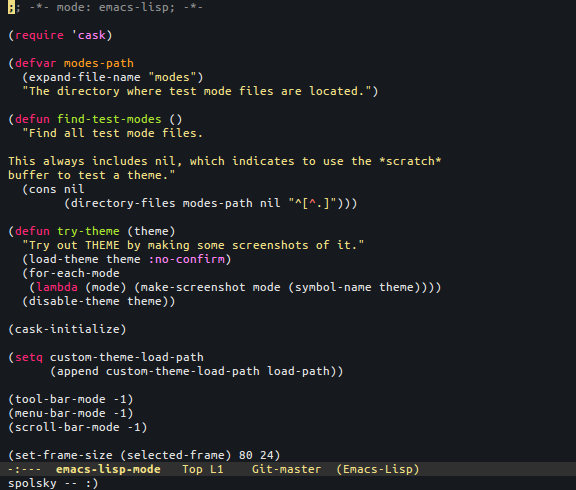 ;; -*- mode: emacs-lisp; -*-

(require 'cask)

(defvar modes-path
  (expand-file-name "modes")
  "The directory where test mode files are located.")

(defun find-test-modes ()
  "Find all test mode files.

This always includes nil, which indicates to use the *scratch*
buffer to test a theme."
  (cons nil
        (directory-files modes-path nil "^[^.]")))

(defun try-theme (theme)
  "Try out THEME by making some screenshots of it."
  (load-theme theme :no-confirm)
  (for-each-mode
   (lambda (mode) (make-screenshot mode (symbol-name theme))))
  (disable-theme theme))

(cask-initialize)

(setq custom-theme-load-path
      (append custom-theme-load-path load-path))

(tool-bar-mode -1)
(menu-bar-mode -1)
(scroll-bar-mode -1)

(set-frame-size (selected-frame) 80 24)
-:---  emacs-lisp-mode   Top L1    Git-master  (Emacs-Lisp)
spolsky -- :)